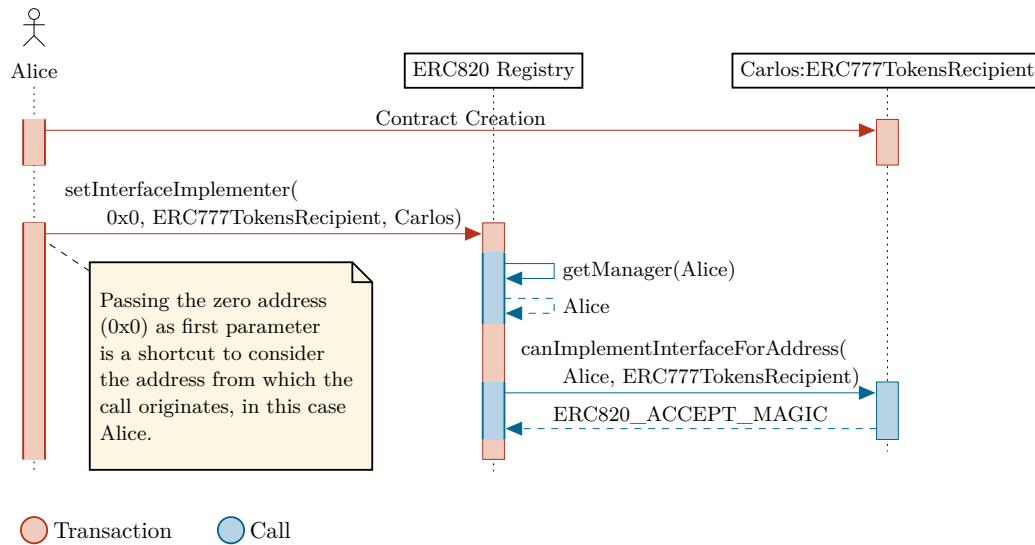 Alice
ERC820 Registry
Carlos:ERC777TokensRecipient
Contract Creation
setInterfaceImplementer(
0x0, ERC777TokensRecipient, Carlos)
getManager(Alice)
Alice
Passing the zero address
(0x0) as first parameter
is a shortcut to consider
the address from which the
call originates, in this case
Alice.
canImplementInterfaceForAddress(
Alice, ERC777TokensRecipient)
ERC820_ACCEPT_MAGIC
Transaction
Call